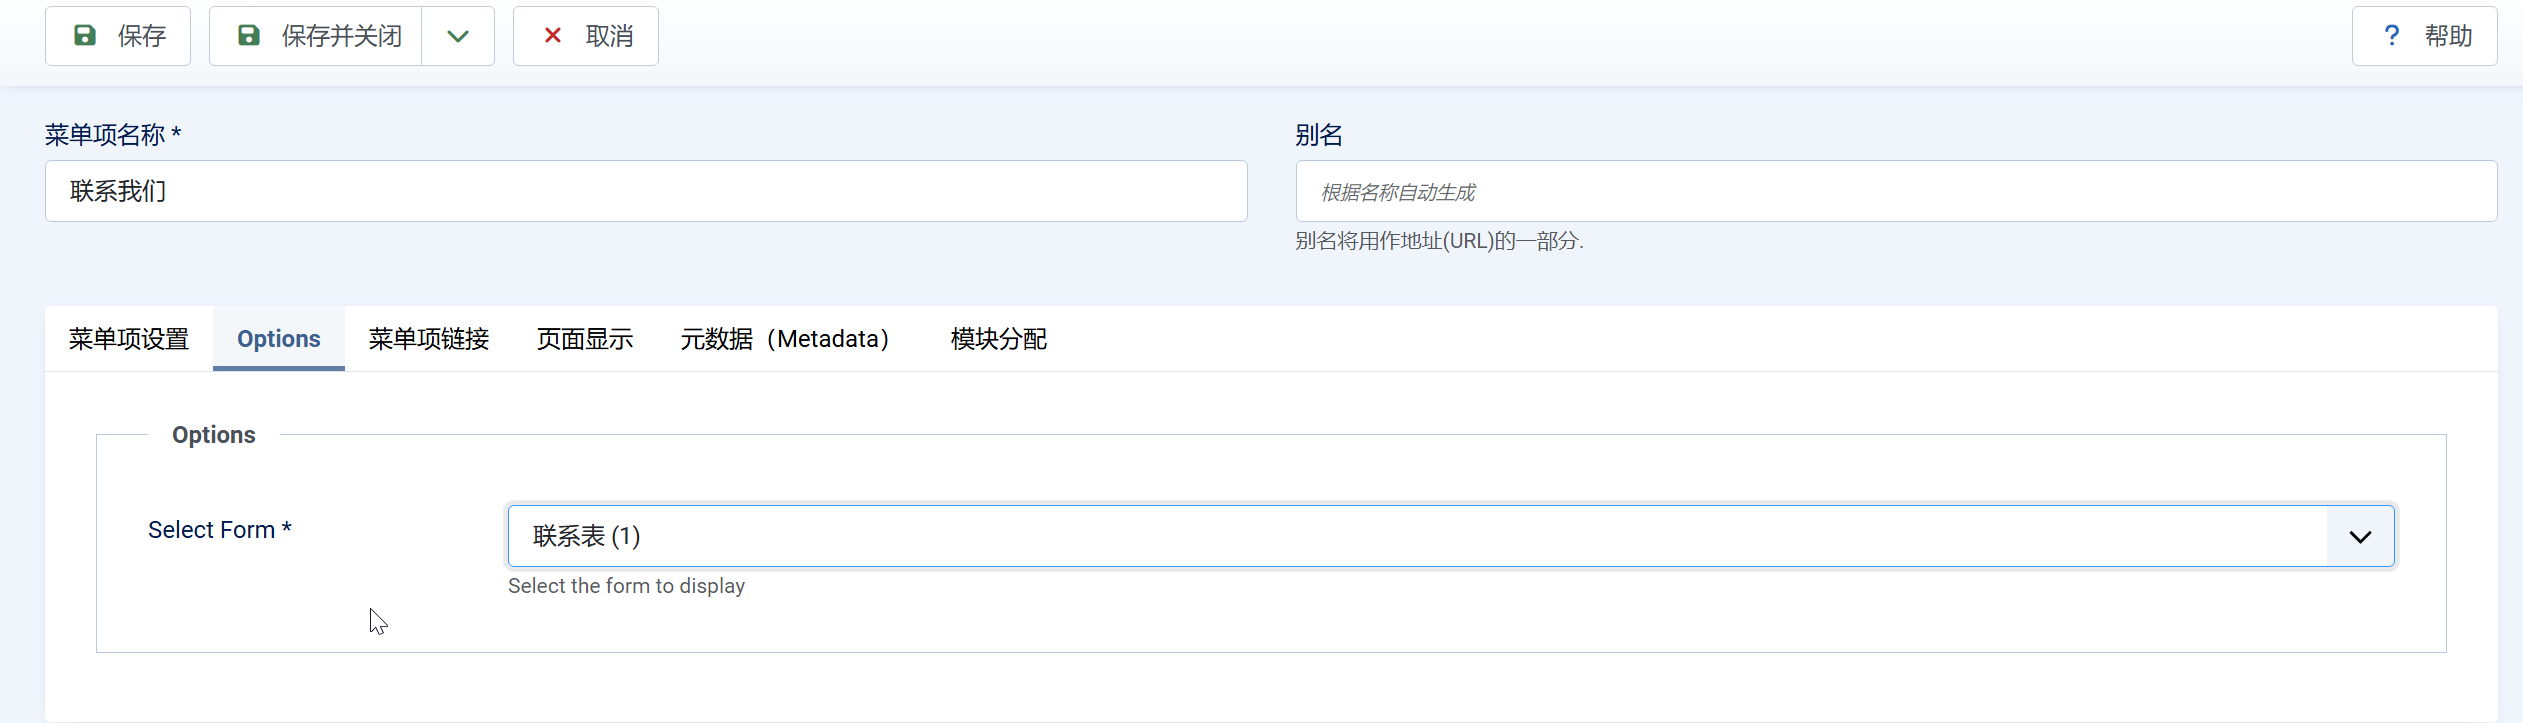 保存
保存并关闭
取消
? 帮助
菜单项名称 *
别名
联系我们
根据名称自动生成
别名将用作地址(URL)的一部分.
菜单项设置
Options
菜单项链接
页面显示
元数据（Metadata）
模块分配
Options
Select Form *
联系表 (1)
Select the form to display